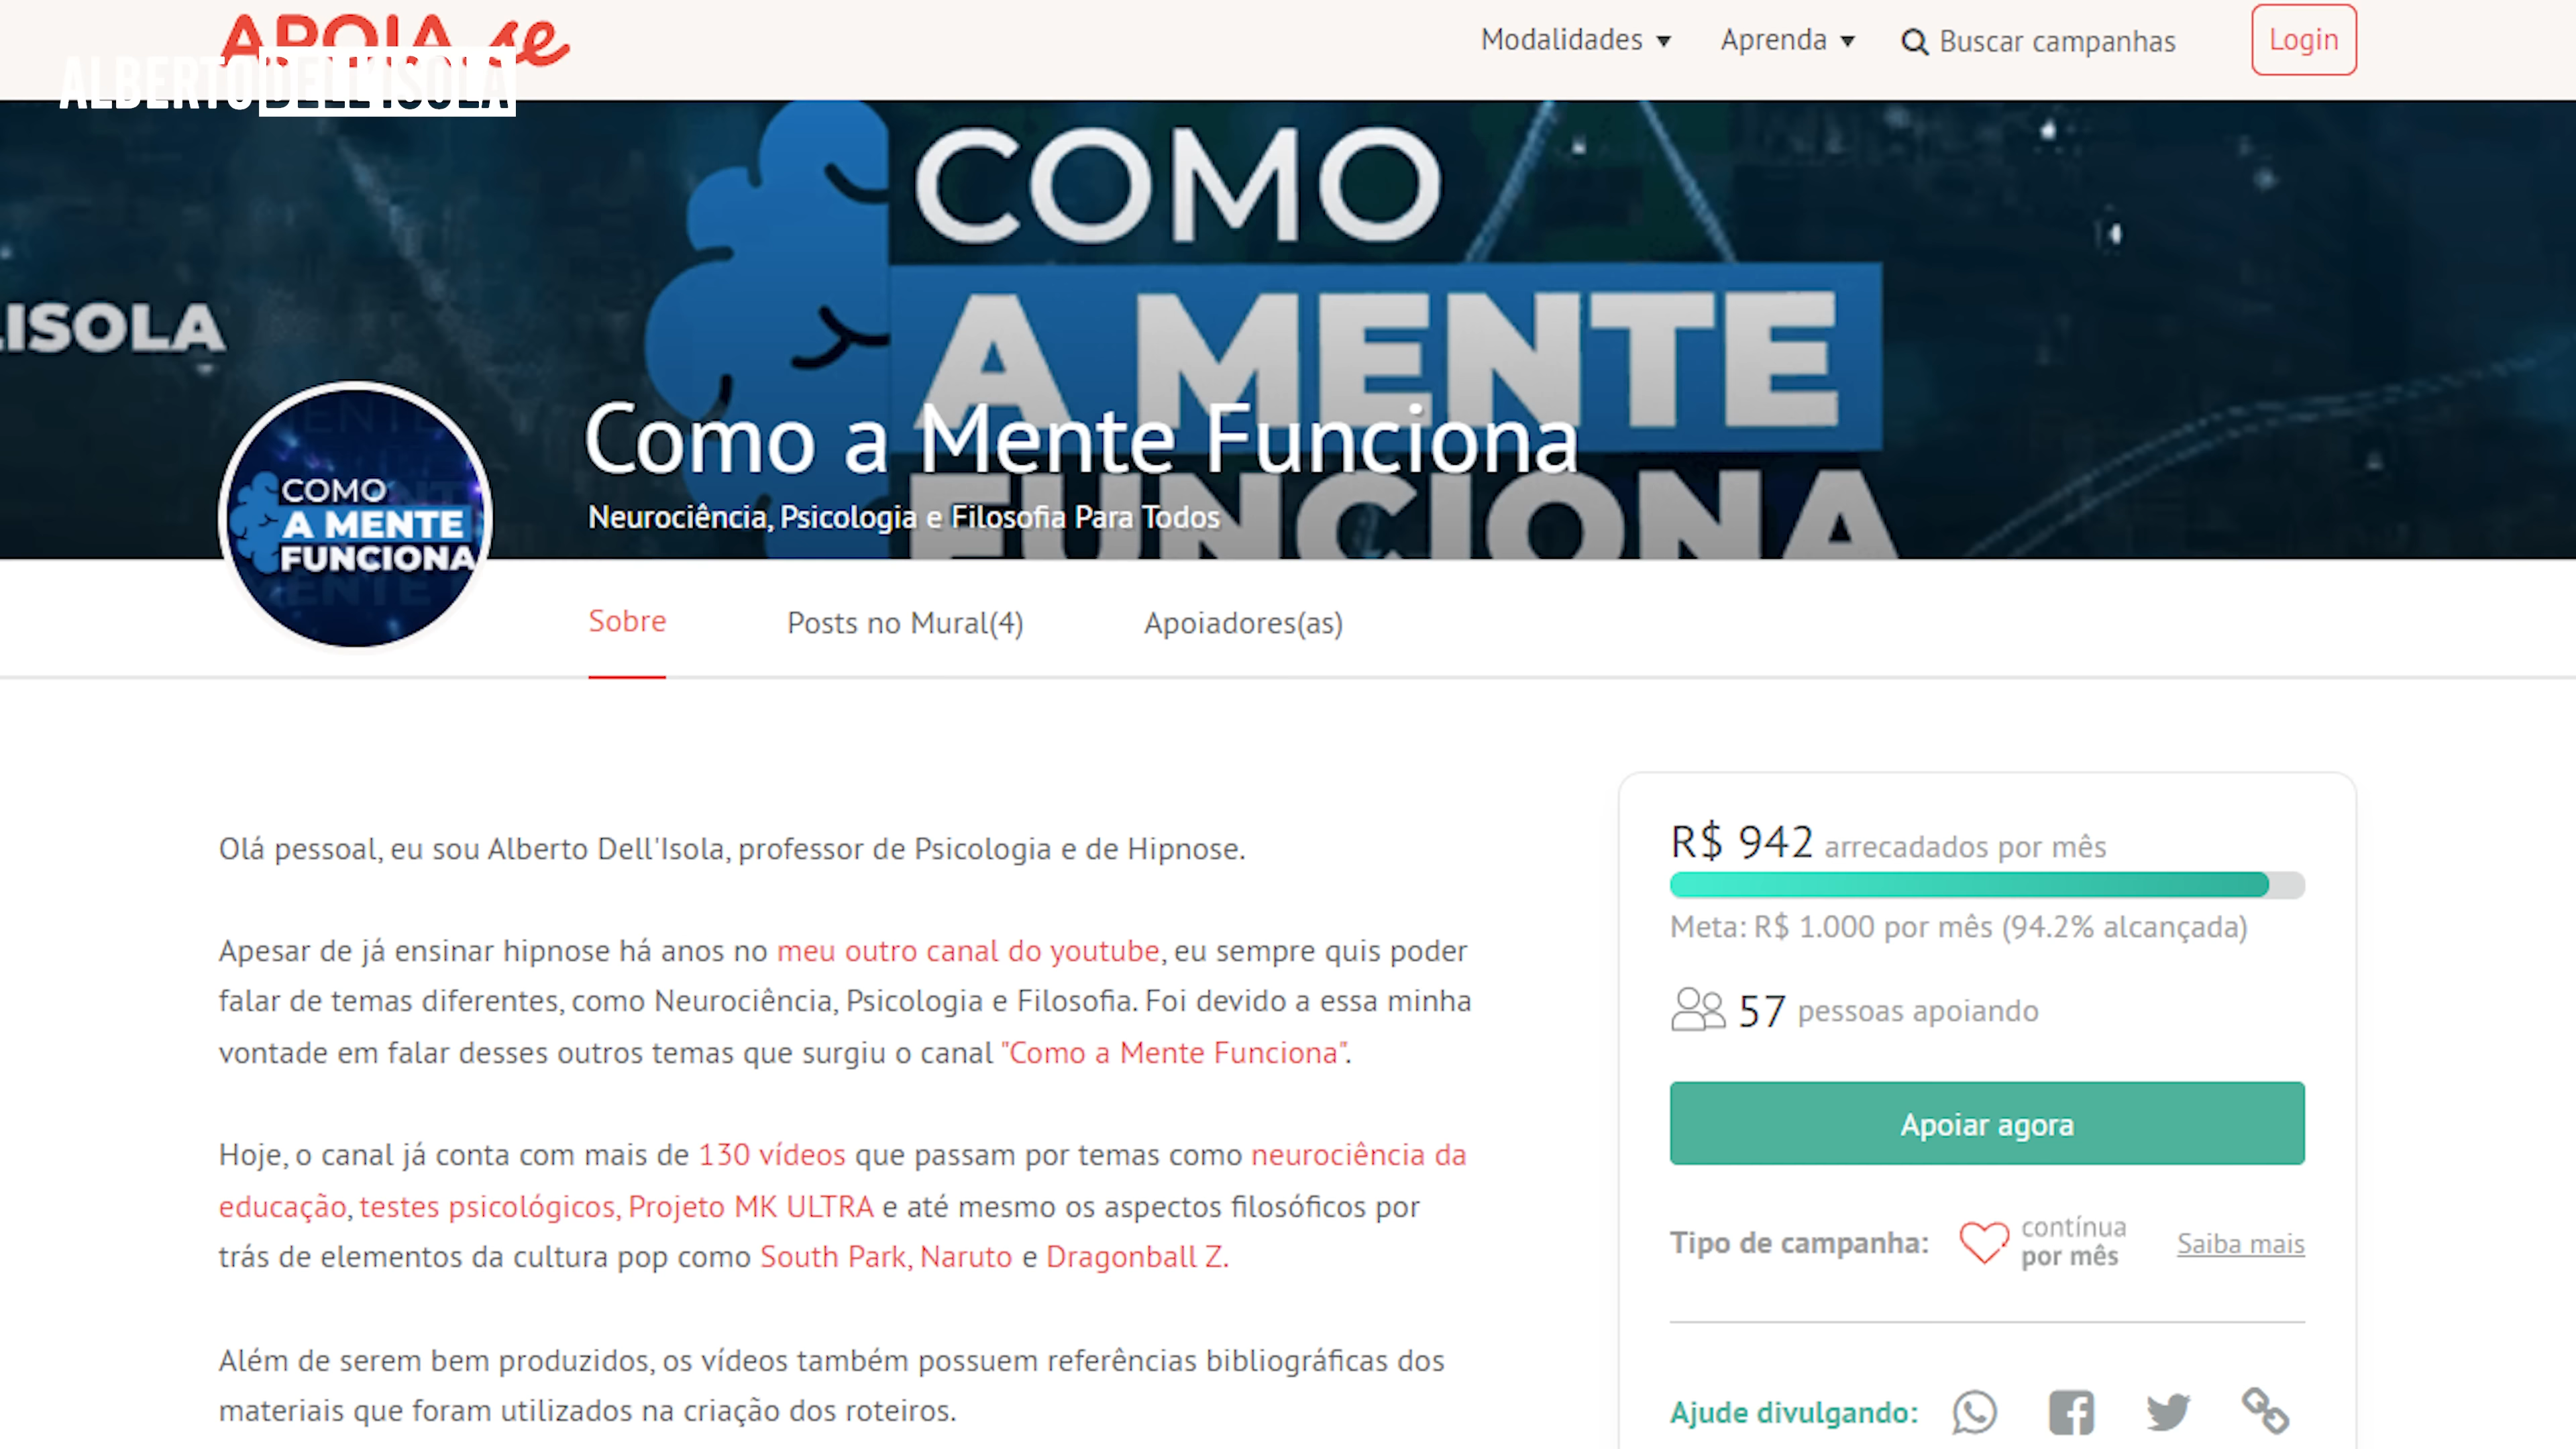 APOIA se
ALBERTODELL'ISOLA
Modalidades
Aprenda
Buscar campanhas
Login
LISOLA
COMO
A MENTE
FUNCIONA
Como a Mente Funciona
Neurociência, Psicologia e Filosofia Para Todos
COMO
A MENTE
FUNCIONA
Sobre
Posts no Mural(4)
Apoiadores(as)
Olá pessoal, eu sou Alberto Dell'Isola, professor de Psicologia e de Hipnose.
Apesar de já ensinar hipnose há anos no meu outro canal do youtube, eu sempre quis poder
falar de temas diferentes, como Neurociência, Psicologia e Filosofia. Foi devido a essa minha
vontade em falar desses outros temas que surgiu o canal "Como a Mente Funciona".
Hoje, o canal já conta com mais de 130 vídeos que passam por temas como neurociência da
educação, testes psicológicos, Projeto MK ULTRA e até mesmo os aspectos filosóficos por
trás de elementos da cultura pop como South Park, Naruto e Dragonball Z.
Além de serem bem produzidos, os vídeos também possuem referências bibliográficas dos
materiais que foram utilizados na criação dos roteiros.
R$ 942 arrecadados por mês
Meta: R$ 1.000 por mês (94.2% alcançada)
57 pessoas apoiando
Apoiar agora
Tipo de campanha:
contínua
por mês
Saiba mais
Ajude divulgando: